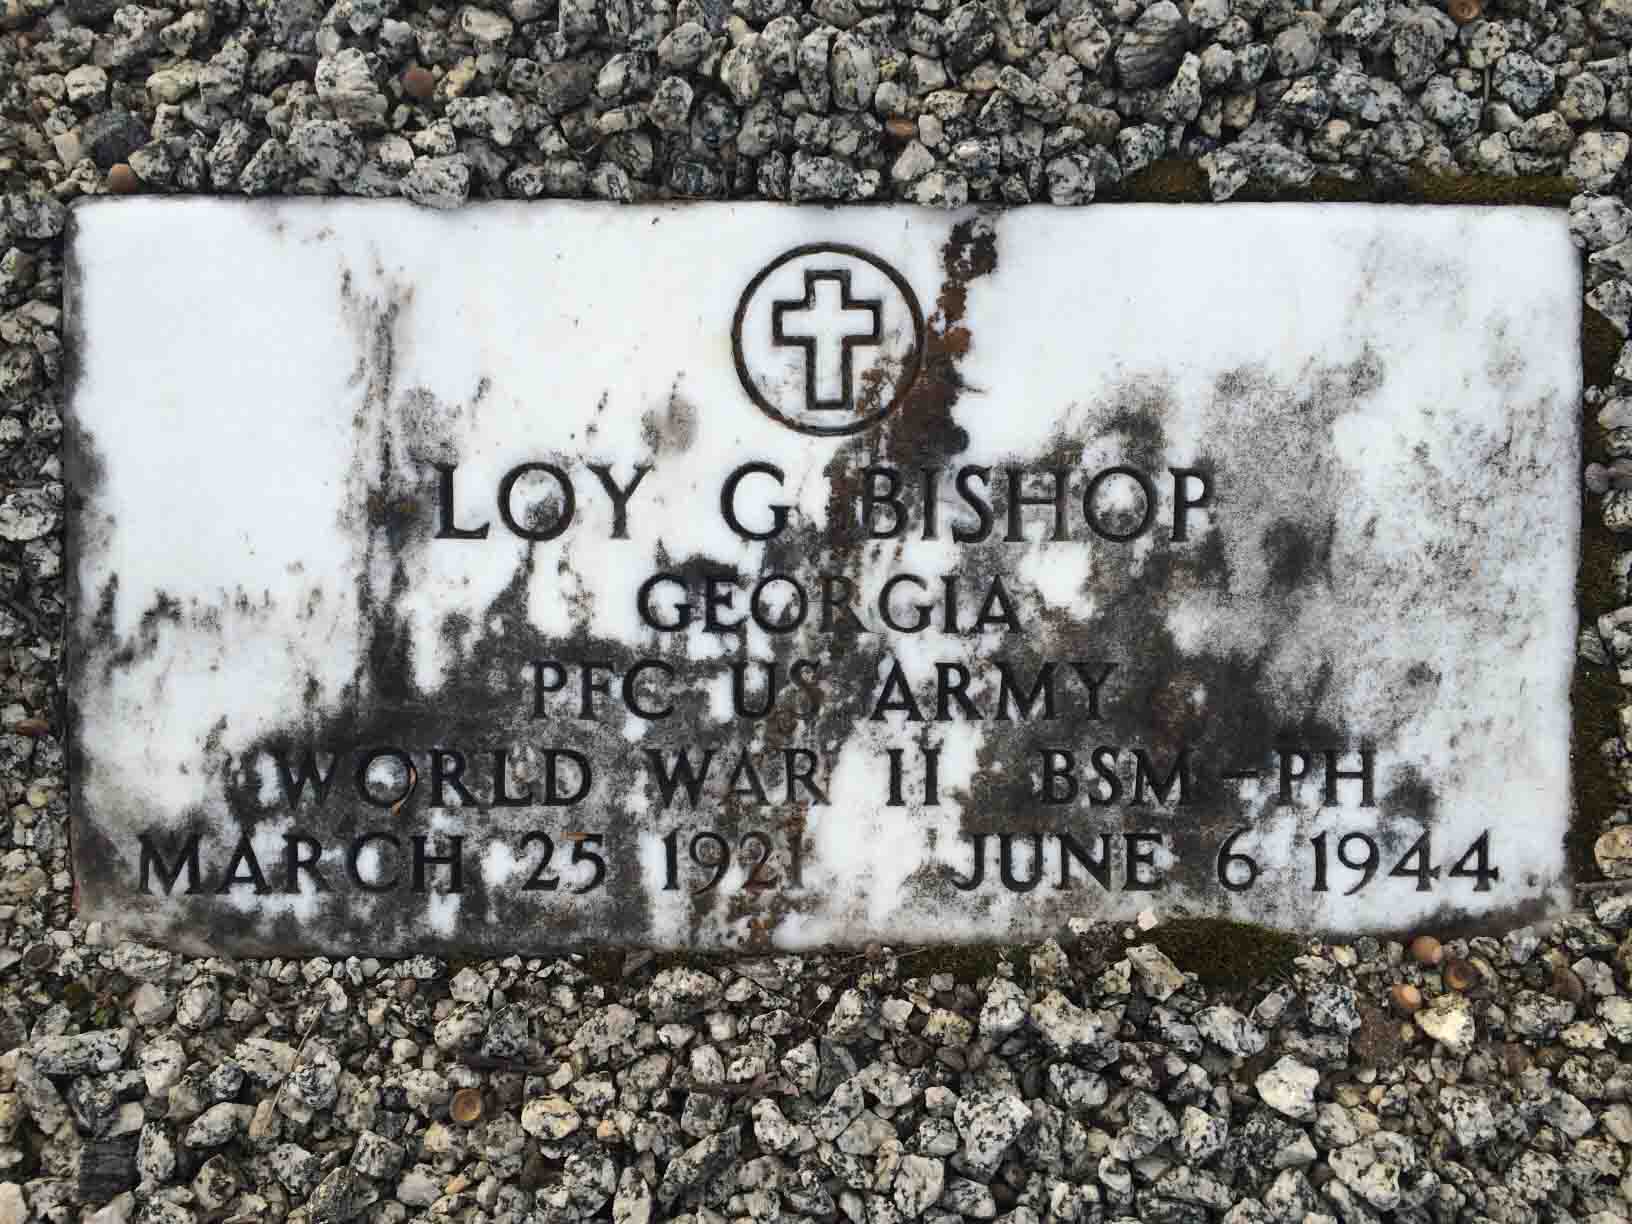 LOY G BISHOP
GEORGIA
PFC US ARMY
WORLD WAR II BSM-PH
MARCH 25 1921 JUNE 6 1944